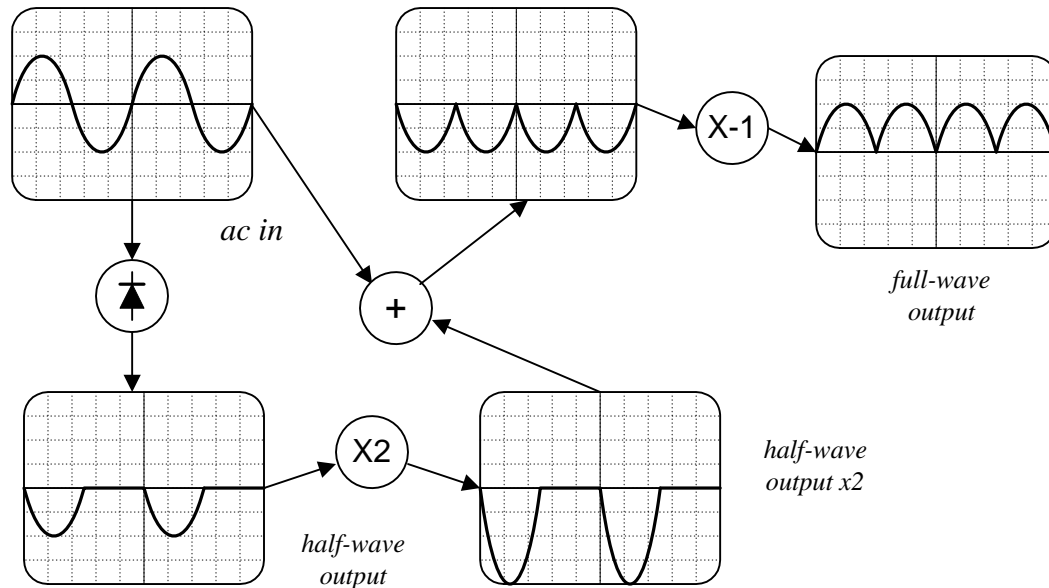 X-1
ac in
full-wave
output
+
X2
half-wave
output x2
half-wave
output